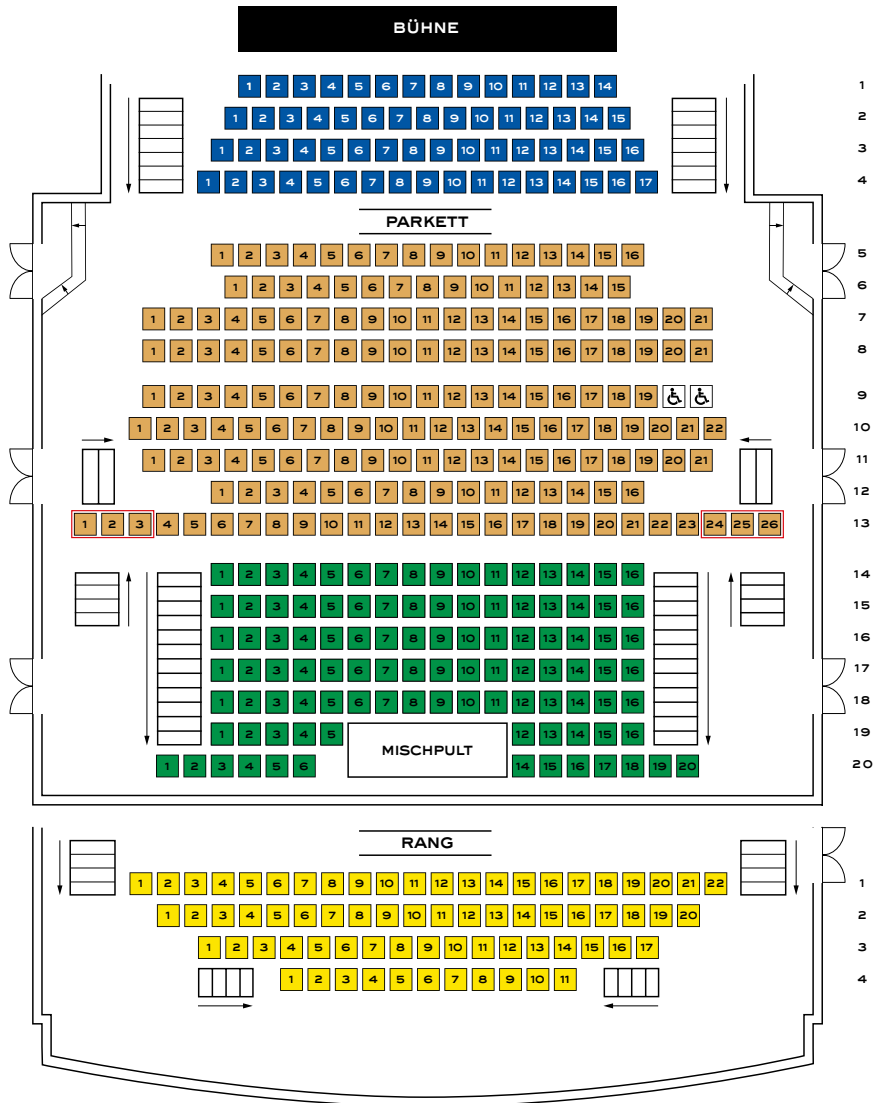 BÜHNE
1 2 3 4 5 6 7 8 9 10 11 12 13 14 1
1 2 3 4 5 6 7 8 9 10 11 12 13 14 15 2
1 2 3 4 5 6 7 8 9 10 11 12 13 14 15 16 3
1 2 3 4 5 6 7 8 9 10 11 12 13 14 15 16 17 4
PARKETT
1 2 3 4 5 6 7 8 9 10 11 12 13 14 15 16 5
1 2 3 4 5 6 7 8 9 10 11 12 13 14 15 6
1 2 3 4 5 6 7 8 9 10 11 12 13 14 15 16 17 18 19 20 21 7
1 2 3 4 5 6 7 8 9 10 11 12 13 14 15 16 17 18 19 20 21 8
1 2 3 4 5 6 7 8 9 10 11 12 13 14 15 16 17 18 19 9
1 2 3 4 5 6 7 8 9 10 11 12 13 14 15 16 17 18 19 20 21 22 10
1 2 3 4 5 6 7 8 9 10 11 12 13 14 15 16 17 18 19 20 21 11
1 2 3 4 5 6 7 8 9 10 11 12 13 14 15 16 12
1 2 3 4 5 6 7 8 9 10 11 12 13 14 15 16 17 18 19 20 21 22 23 24 25 26 13
1 2 3 4 5 6 7 8 9 10 11 12 13 14 15 16 14
1 2 3 4 5 6 7 8 9 10 11 12 13 14 15 16 15
1 2 3 4 5 6 7 8 9 10 11 12 13 14 15 16 16
1 2 3 4 5 6 7 8 9 10 11 12 13 14 15 16 17
1 2 3 4 5 6 7 8 9 10 11 12 13 14 15 16 18
1 2 3 4 5 12 13 14 15 16 19
MISCHPULT
1 2 3 4 5 6 14 15 16 17 18 19 20 20
RANG
1 2 3 4 5 6 7 8 9 10 11 12 13 14 15 16 17 18 19 20 21 22 1
1 2 3 4 5 6 7 8 9 10 11 12 13 14 15 16 17 18 19 20 2
1 2 3 4 5 6 7 8 9 10 11 12 13 14 15 16 17 3
1 2 3 4 5 6 7 8 9 10 11 4